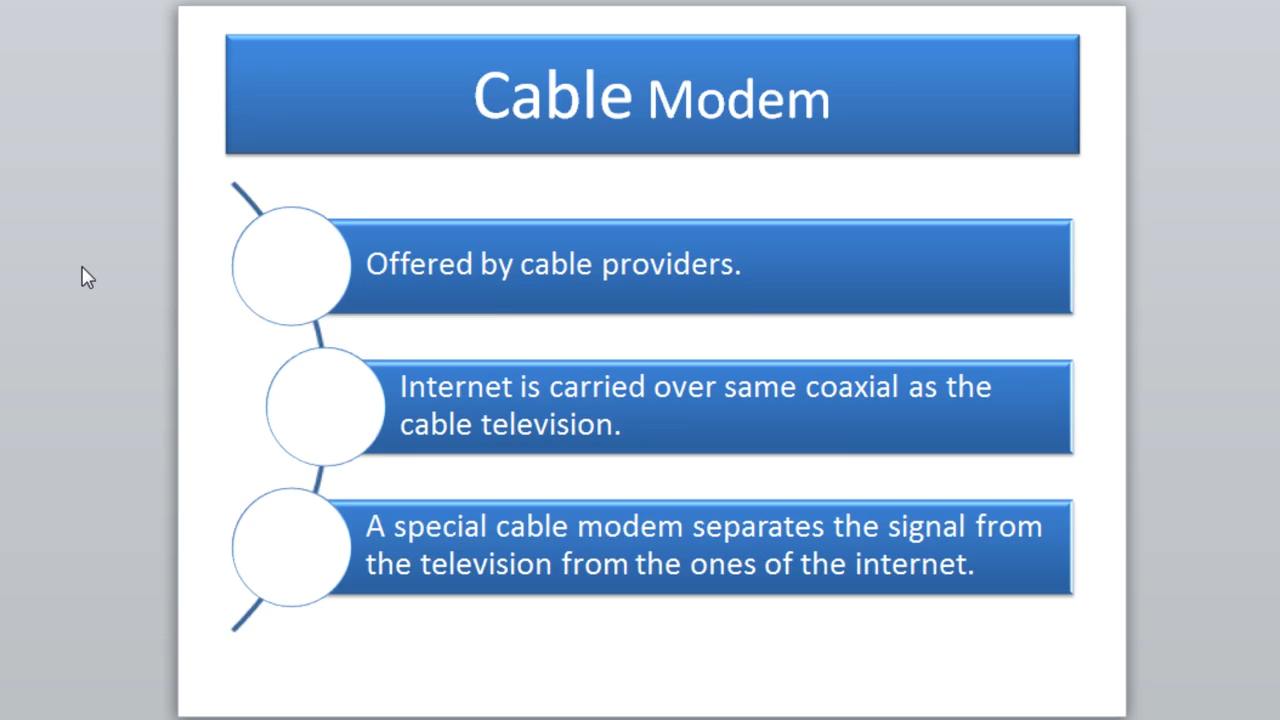 Cable Modem
Offered by cable providers.
Internet is carried over same coaxial as the
cable television.
A special cable modem separates the signal from
the television from the ones of the internet.